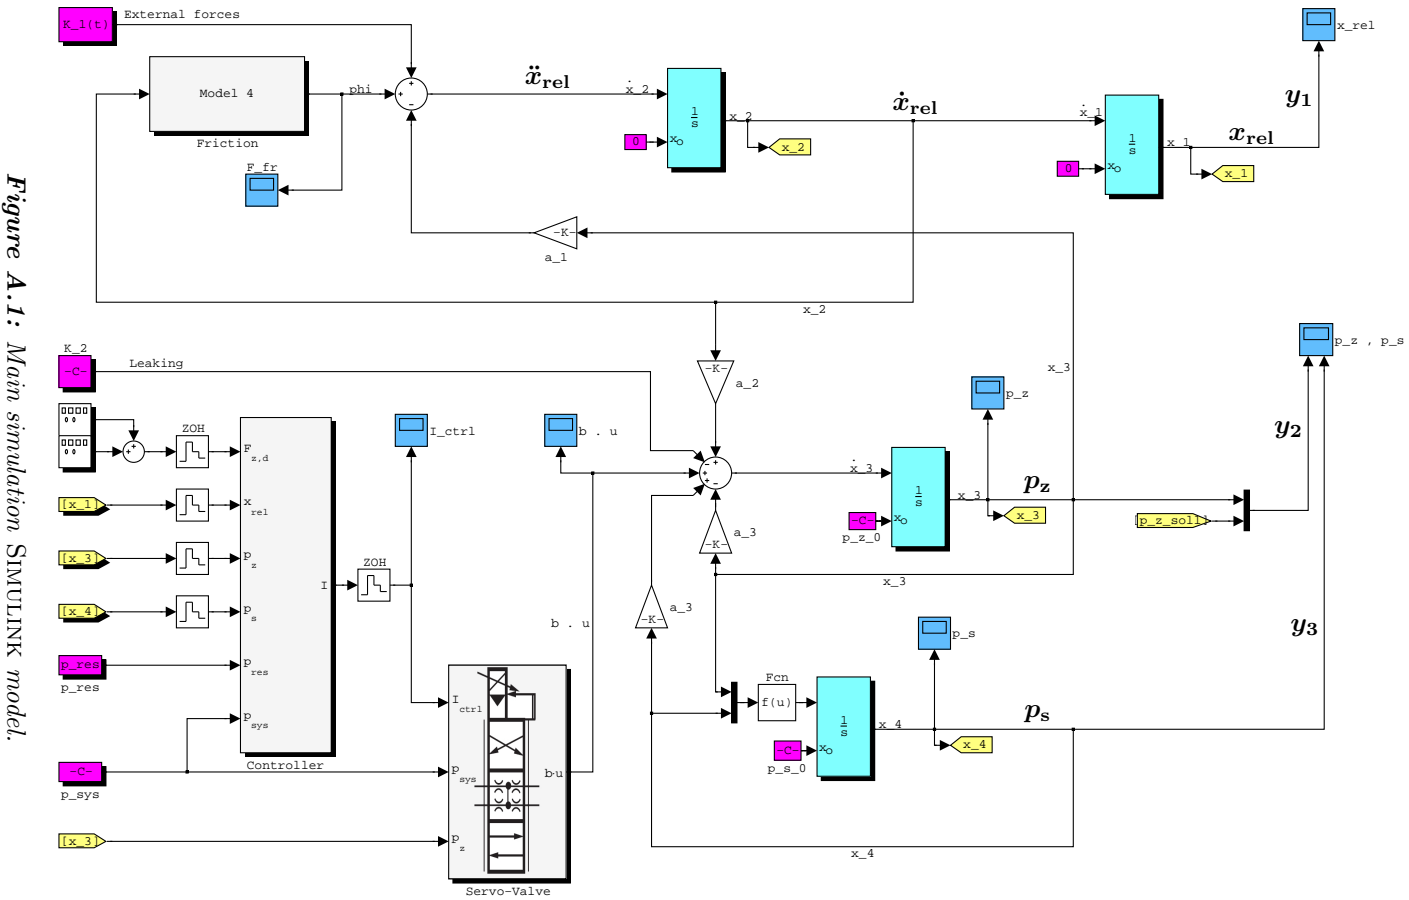 K_1(t)
External forces
Model 4
Friction
phi
+
+
−
F_fr
ẍrel
ẋ_2
1/s
0
xo
x_2
x_2
ẋrel
ẋ_1
1/s
0
xo
x_1
x_1
xrel
y1
x_rel
-K-
a_1
x_2
K_2
-C-
Leaking
-K-
a_2
x_3
ZOH
F z,d
[x_1]
x rel
[x_3]
p z
[x_4]
p s
p_res
p_res
p res
p sys
I
Controller
-C-
p_sys
[x_3]
ZOH
I_ctrl
b . u
b . u
I ctrl
p sys
p z
b·u
Servo-Valve
−
+
+
+
−
ẋ_3
1/s
-C-
p_z_0
xo
x_3
x_3
p_z
pz
[p_z_soll]
y2
p_z , p_s
-K-
a_3
x_3
-K-
a_3
Fcn
f(u)
1/s
-C-
p_s_0
xo
x_4
x_4
p_s
ps
y3
x_4
Figure A.1: Main simulation SIMULINK model.